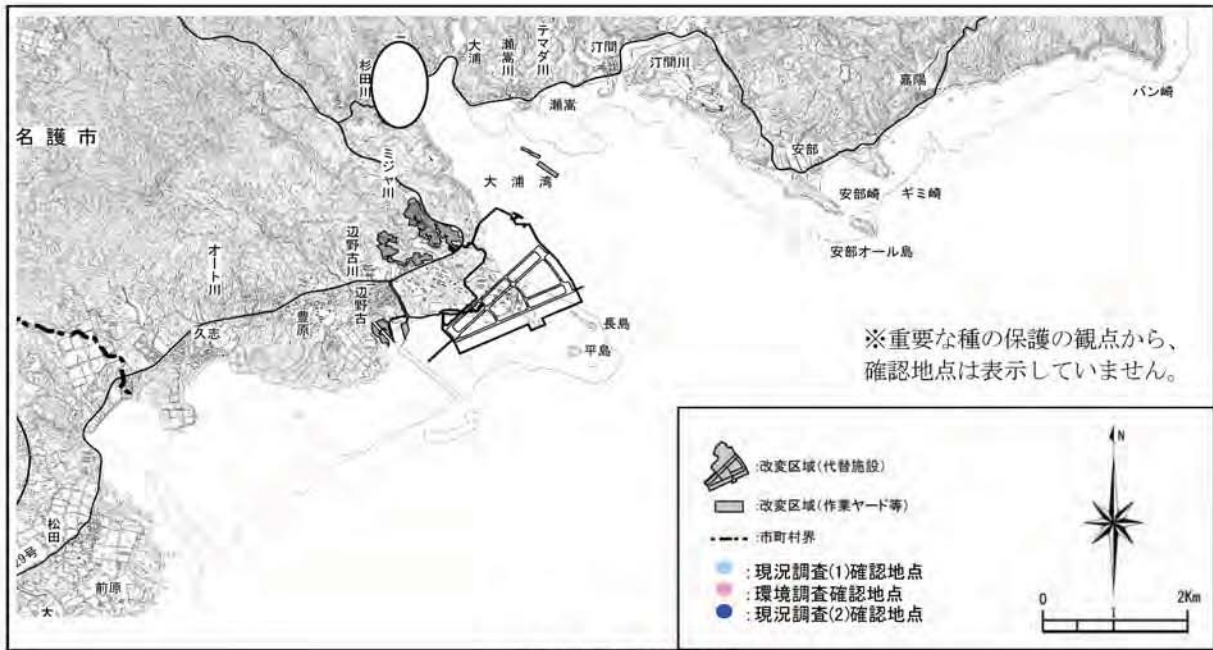 名護市
杉田川
大浦
瀬嵩川
テマダ川
汀間
汀間川
瀬嵩
嘉陽
バン崎
安部
安部崎
ギミ崎
安部オール島
大浦湾
ミジャ川
辺野古川
辺野古
オート川
豊原
久志
長島
平島
松田
29号
前原
※重要な種の保護の観点から、
確認地点は表示していません。
:改変区域(代替施設)
:改変区域(作業ヤード等)
:市町村界
:現況調査(1)確認地点
:環境調査確認地点
:現況調査(2)確認地点
N
0 1 2Km